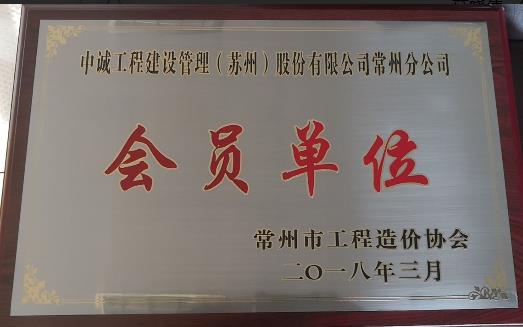 中诚工程建设管理（苏州）股份有限公司常州分公司
会员单位
常州市工程造价协会
二〇一八年三月